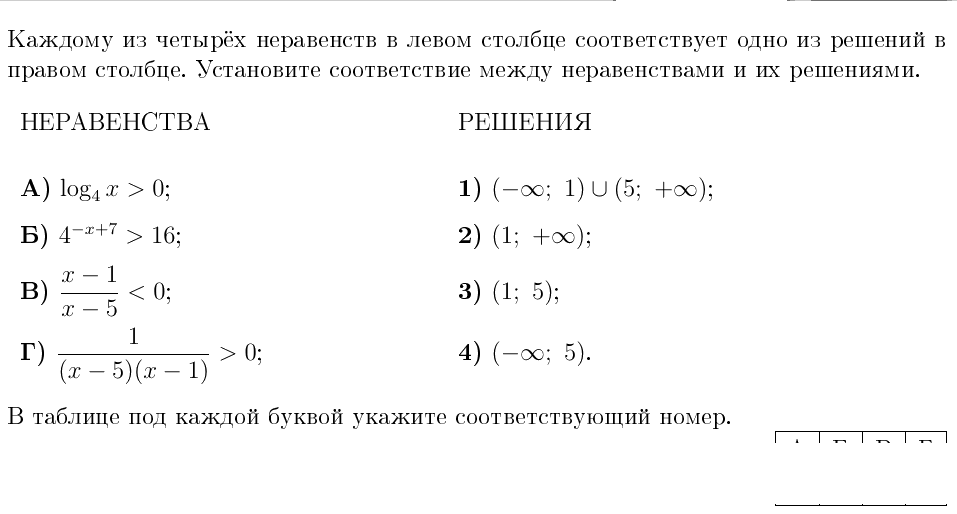 Каждому из четырёх неравенств в левом столбце соответствует одно из решений в
правом столбце. Установите соответствие между неравенствами и их решениями.
НЕРАВЕНСТВА
РЕШЕНИЯ
А) log₄ x > 0;
1) (−∞; 1) ∪ (5; +∞);
Б) 4⁻ˣ⁺⁷ > 16;
2) (1; +∞);
В) (x − 1)/(x − 5) < 0;
3) (1; 5);
Г) 1/((x − 5)(x − 1)) > 0;
4) (−∞; 5).
В таблице под каждой буквой укажите соответствующий номер.